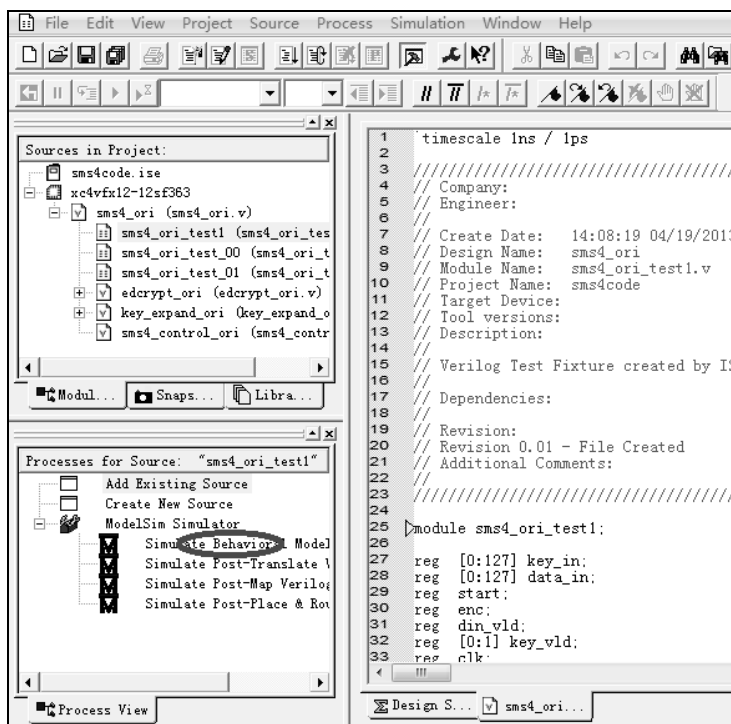 File Edit View Project Source Process Simulation Window Help
Sources in Project:
sms4code.ise
xc4vfx12-12sf363
sms4_ori (sms4_ori.v)
sms4_ori_test1 (sms4_ori_tes
sms4_ori_test_00 (sms4_ori_t
sms4_ori_test_01 (sms4_ori_t
edcrypt_ori (edcrypt_ori.v)
key_expand_ori (key_expand_o
sms4_control_ori (sms4_contr
Modul... Snaps... Libra...
Processes for Source: "sms4_ori_test1"
Add Existing Source
Create New Source
ModelSim Simulator
Simulate Behavioral Model
Simulate Post-Translate V
Simulate Post-Map Verilog
Simulate Post-Place & Rou
Process View
1 `timescale 1ns / 1ps
2
3 ////////////////////////////////////
4 // Company:
5 // Engineer:
6 //
7 // Create Date: 14:08:19 04/19/2013
8 // Design Name: sms4_ori
9 // Module Name: sms4_ori_test1.v
10 // Project Name: sms4code
11 // Target Device:
12 // Tool versions:
13 // Description:
14 //
15 // Verilog Test Fixture created by IS
16 //
17 // Dependencies:
18 //
19 // Revision:
20 // Revision 0.01 - File Created
21 // Additional Comments:
22 //
23 ////////////////////////////////////
24
25 module sms4_ori_test1;
26
27 reg [0:127] key_in;
28 reg [0:127] data_in;
29 reg start;
30 reg enc;
31 reg din_vld;
32 reg [0:1] key_vld;
33 reg clk;
Design S... sms4_ori...